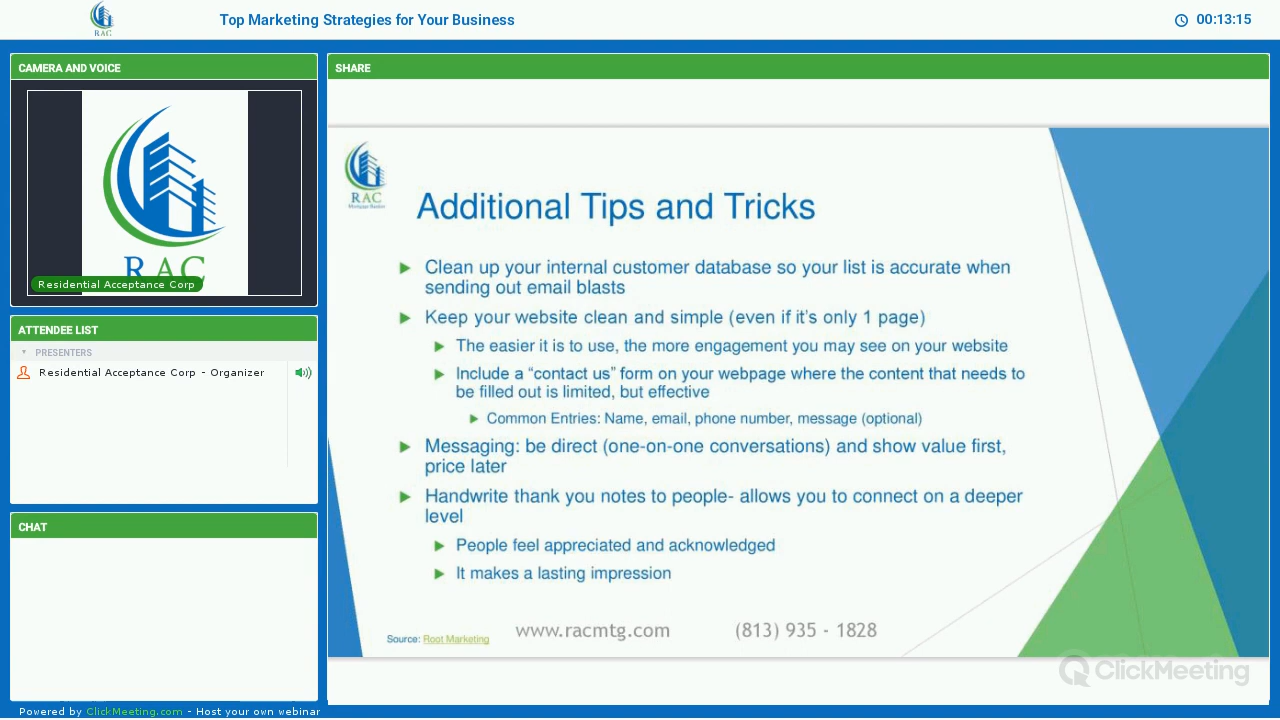 RAC
Top Marketing Strategies for Your Business
00:13:15
CAMERA AND VOICE
RAC
Residential Acceptance Corp
ATTENDEE LIST
PRESENTERS
Residential Acceptance Corp - Organizer
CHAT
Powered by ClickMeeting.com - Host your own webinar
SHARE
RAC
Additional Tips and Tricks
Clean up your internal customer database so your list is accurate when
sending out email blasts
Keep your website clean and simple (even if it's only 1 page)
The easier it is to use, the more engagement you may see on your website
Include a “contact us” form on your webpage where the content that needs to
be filled out is limited, but effective
Common Entries: Name, email, phone number, message (optional)
Messaging: be direct (one-on-one conversations) and show value first,
price later
Handwrite thank you notes to people- allows you to connect on a deeper
level
People feel appreciated and acknowledged
It makes a lasting impression
Source: Root Marketing
www.racmtg.com
(813) 935 - 1828
ClickMeeting